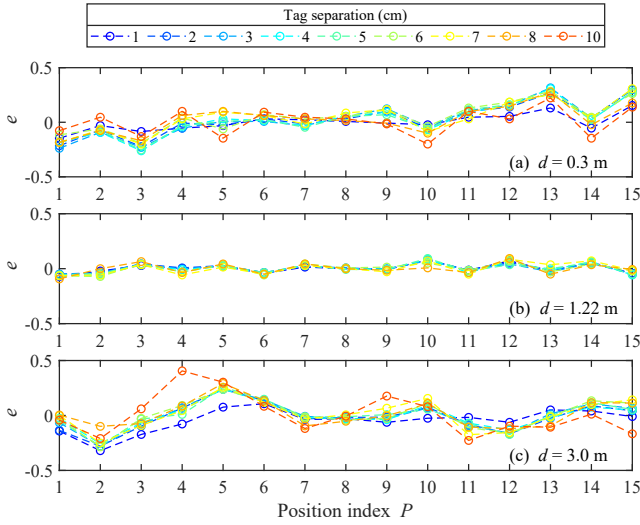 Tag separation (cm)
1 2 3 4 5 6 7 8 10
0.5
0
-0.5
e
(a) d = 0.3 m
1 2 3 4 5 6 7 8 9 10 11 12 13 14 15
0.5
0
-0.5
e
(b) d = 1.22 m
1 2 3 4 5 6 7 8 9 10 11 12 13 14 15
0.5
0
-0.5
e
(c) d = 3.0 m
1 2 3 4 5 6 7 8 9 10 11 12 13 14 15
Position index P